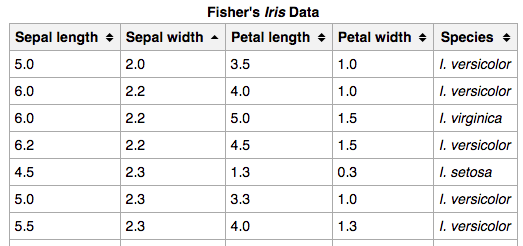 Fisher's Iris Data
Sepal length Sepal width Petal length Petal width Species
5.0 2.0 3.5 1.0 I. versicolor
6.0 2.2 4.0 1.0 I. versicolor
6.0 2.2 5.0 1.5 I. virginica
6.2 2.2 4.5 1.5 I. versicolor
4.5 2.3 1.3 0.3 I. setosa
5.0 2.3 3.3 1.0 I. versicolor
5.5 2.3 4.0 1.3 I. versicolor